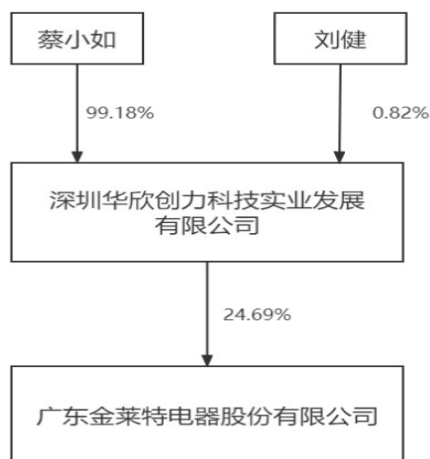 蔡小如
刘健
99.18%
0.82%
深圳华欣创力科技实业发展
有限公司
24.69%
广东金莱特电器股份有限公司